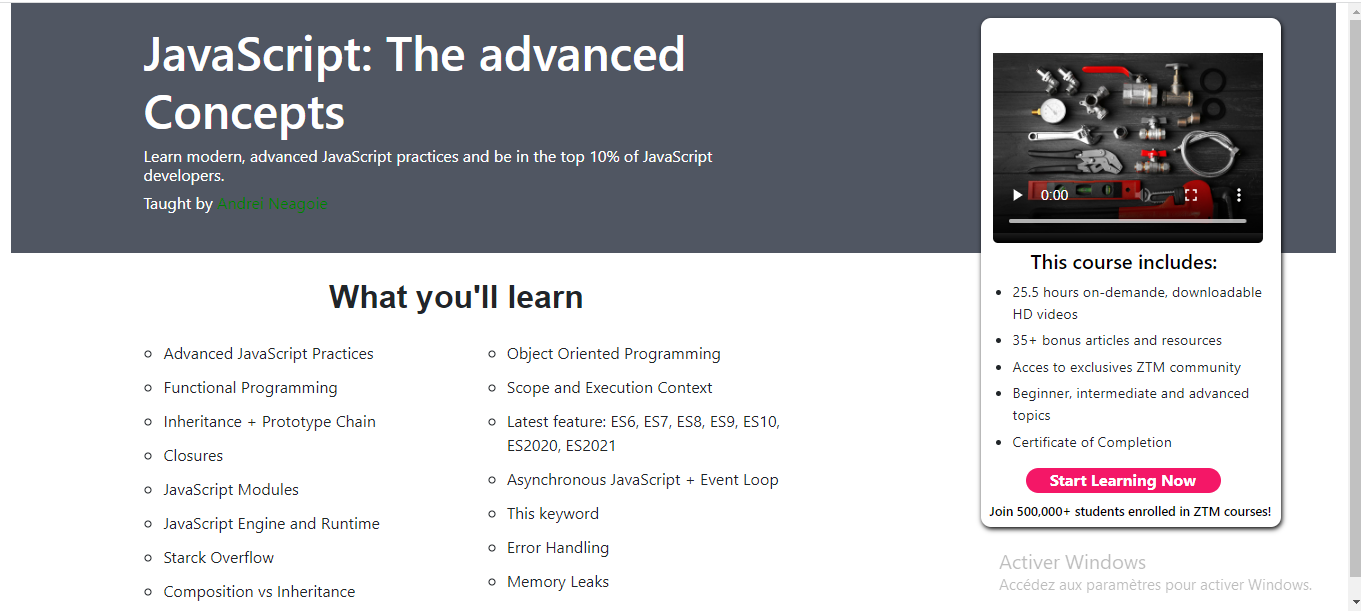 JavaScript: The advanced
Concepts
Learn modern, advanced JavaScript practices and be in the top 10% of JavaScript
developers.
Taught by Andrei Neagoie
What you'll learn
Advanced JavaScript Practices
Functional Programming
Inheritance + Prototype Chain
Closures
JavaScript Modules
JavaScript Engine and Runtime
Starck Overflow
Composition vs Inheritance
Object Oriented Programming
Scope and Execution Context
Latest feature: ES6, ES7, ES8, ES9, ES10,
ES2020, ES2021
Asynchronous JavaScript + Event Loop
This keyword
Error Handling
Memory Leaks
0:00
This course includes:
25.5 hours on-demande, downloadable
HD videos
35+ bonus articles and resources
Acces to exclusives ZTM community
Beginner, intermediate and advanced
topics
Certificate of Completion
Start Learning Now
Join 500,000+ students enrolled in ZTM courses!
Activer Windows
Accédez aux paramètres pour activer Windows.